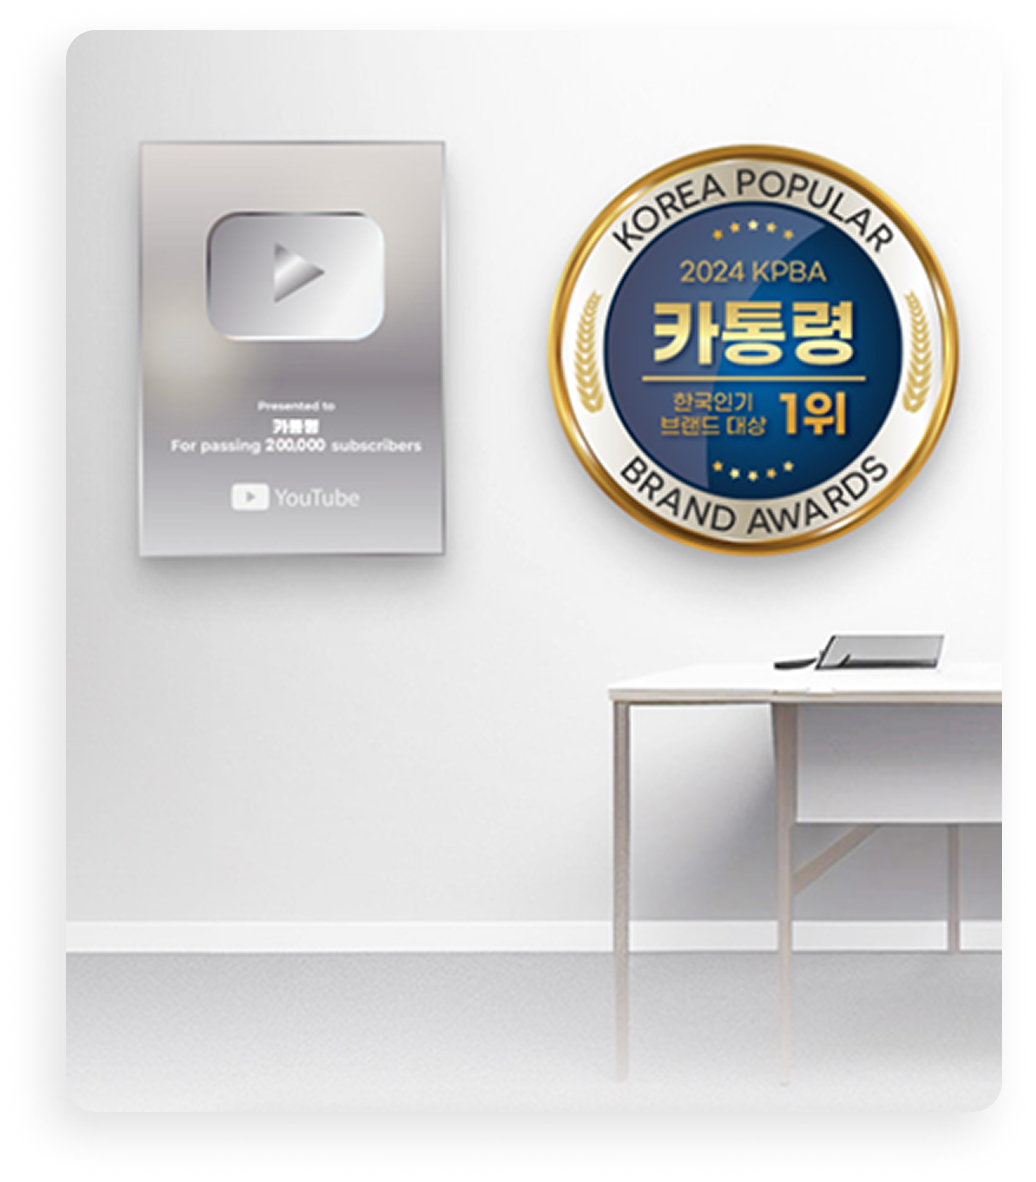 Presented to
카통령
For passing 200,000 subscribers
YouTube
KOREA POPULAR
2024 KPBA
카통령
한국인기
브랜드 대상
1위
BRAND AWARDS